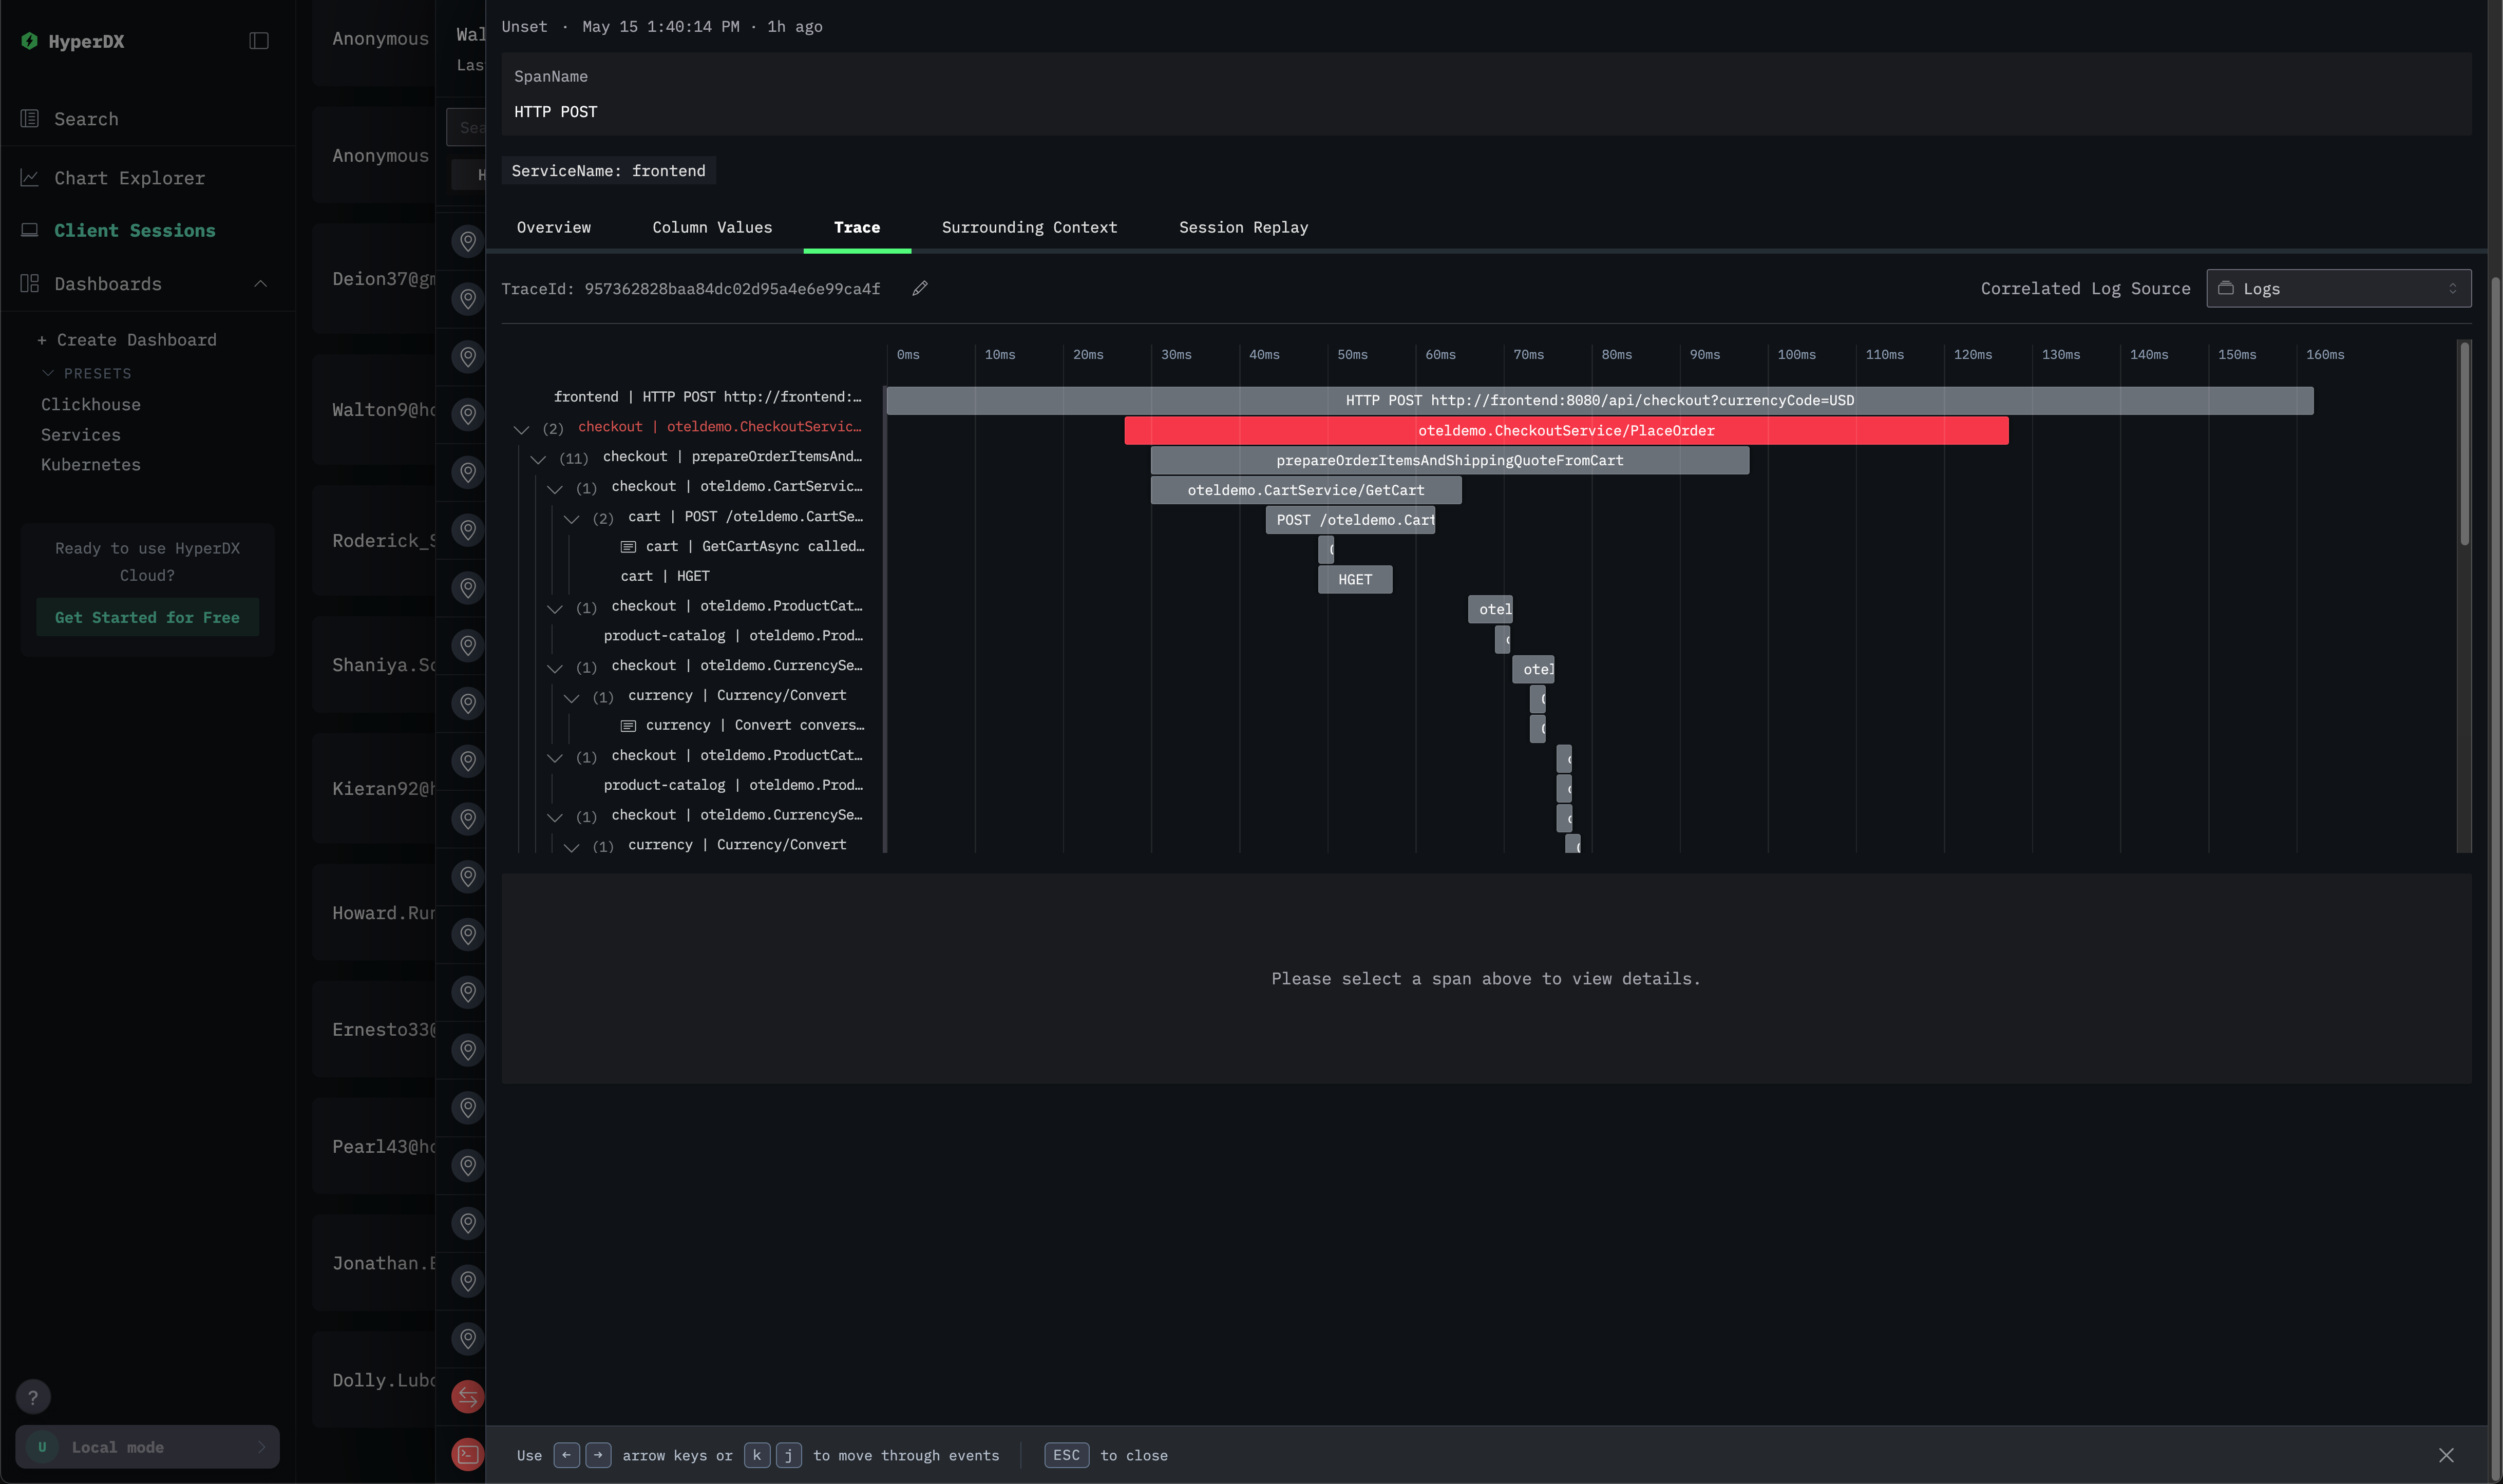 HyperDX
Search
Chart Explorer
Client Sessions
Dashboards
+ Create Dashboard
PRESETS
Clickhouse
Services
Kubernetes
Ready to use HyperDX
Cloud?
Get Started for Free
?
U Local mode
Anonymous
Anonymous
Deion37@gm
Walton9@ho
Roderick_S
Shaniya.Sc
Kieran92@h
Howard.Run
Ernesto33@
Pearl43@ho
Jonathan.B
Dolly.Lubo
Wal
Las
Sea
H
Unset · May 15 1:40:14 PM · 1h ago
SpanName
HTTP POST
ServiceName: frontend
Overview Column Values Trace Surrounding Context Session Replay
TraceId: 957362828baa84dc02d95a4e6e99ca4f
Correlated Log Source Logs
0ms 10ms 20ms 30ms 40ms 50ms 60ms 70ms 80ms 90ms 100ms 110ms 120ms 130ms 140ms 150ms 160ms
frontend | HTTP POST http://frontend:… HTTP POST http://frontend:8080/api/checkout?currencyCode=USD
(2) checkout | oteldemo.CheckoutServic… oteldemo.CheckoutService/PlaceOrder
(11) checkout | prepareOrderItemsAnd… prepareOrderItemsAndShippingQuoteFromCart
(1) checkout | oteldemo.CartServic… oteldemo.CartService/GetCart
(2) cart | POST /oteldemo.CartSe… POST /oteldemo.Cart
cart | GetCartAsync called…
cart | HGET HGET
(1) checkout | oteldemo.ProductCat… otel
product-catalog | oteldemo.Prod…
(1) checkout | oteldemo.CurrencySe… otel
(1) currency | Currency/Convert
currency | Convert convers…
(1) checkout | oteldemo.ProductCat…
product-catalog | oteldemo.Prod…
(1) checkout | oteldemo.CurrencySe…
(1) currency | Currency/Convert
Please select a span above to view details.
Use ← → arrow keys or k j to move through events ESC to close